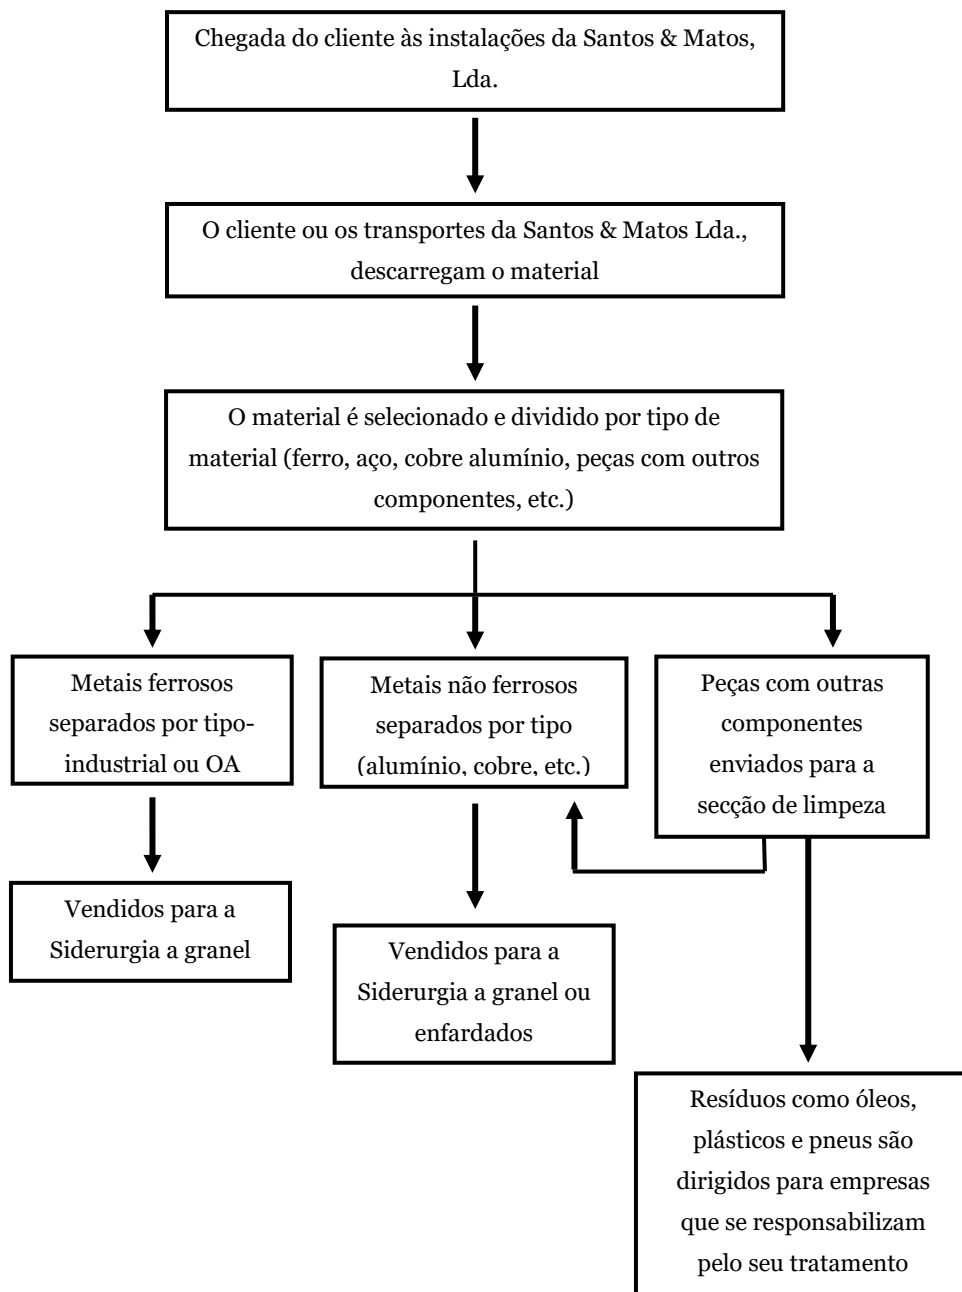 Chegada do cliente às instalações da Santos & Matos,
Lda.
O cliente ou os transportes da Santos & Matos Lda.,
descarregam o material
O material é selecionado e dividido por tipo de
material (ferro, aço, cobre alumínio, peças com outros
componentes, etc.)
Metais ferrosos
separados por tipo-
industrial ou OA
Metais não ferrosos
separados por tipo
(alumínio, cobre, etc.)
Peças com outras
componentes
enviados para a
secção de limpeza
Vendidos para a
Siderurgia a granel
Vendidos para a
Siderurgia a granel ou
enfardados
Resíduos como óleos,
plásticos e pneus são
dirigidos para empresas
que se responsabilizam
pelo seu tratamento